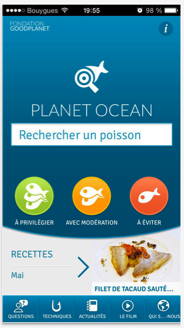 Bouygues 19:55 98 %
FONDATION
GOODPLANET
PLANET OCEAN
Rechercher un poisson
À PRIVILÉGIER AVEC MODÉRATION À ÉVITER
RECETTES
Mai
FILET DE TACAUD SAUTÉ...
QUESTIONS TECHNIQUES ACTUALITÉS LE FILM QUI S... NOUS